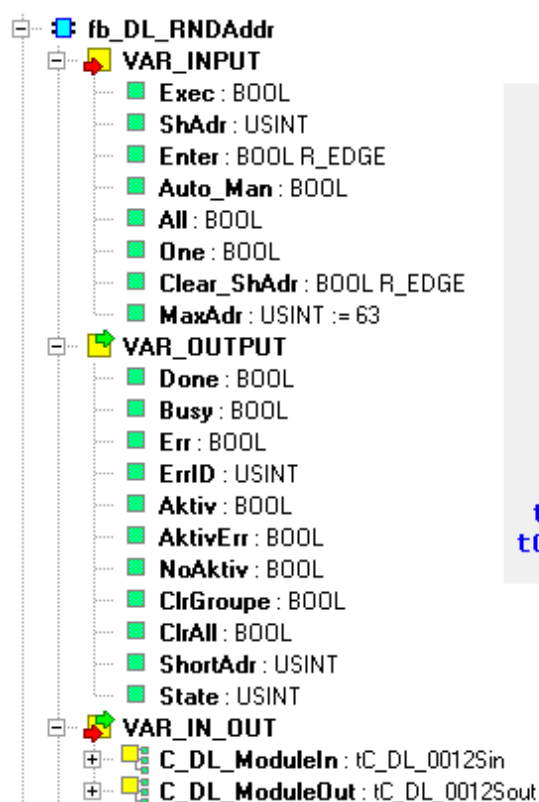 fb_DL_RNDAddr
VAR_INPUT
Exec : BOOL
ShAdr : USINT
Enter : BOOL R_EDGE
Auto_Man : BOOL
All : BOOL
One : BOOL
Clear_ShAdr : BOOL R_EDGE
MaxAdr : USINT := 63
VAR_OUTPUT
Done : BOOL
Busy : BOOL
Err : BOOL
ErrID : USINT
Aktiv : BOOL
AktivErr : BOOL
NoAktiv : BOOL
ClrGroupe : BOOL
ClrAll : BOOL
ShortAdr : USINT
State : USINT
VAR_IN_OUT
C_DL_ModuleIn : tC_DL_0012Sin
C_DL_ModuleOut : tC_DL_0012Sout